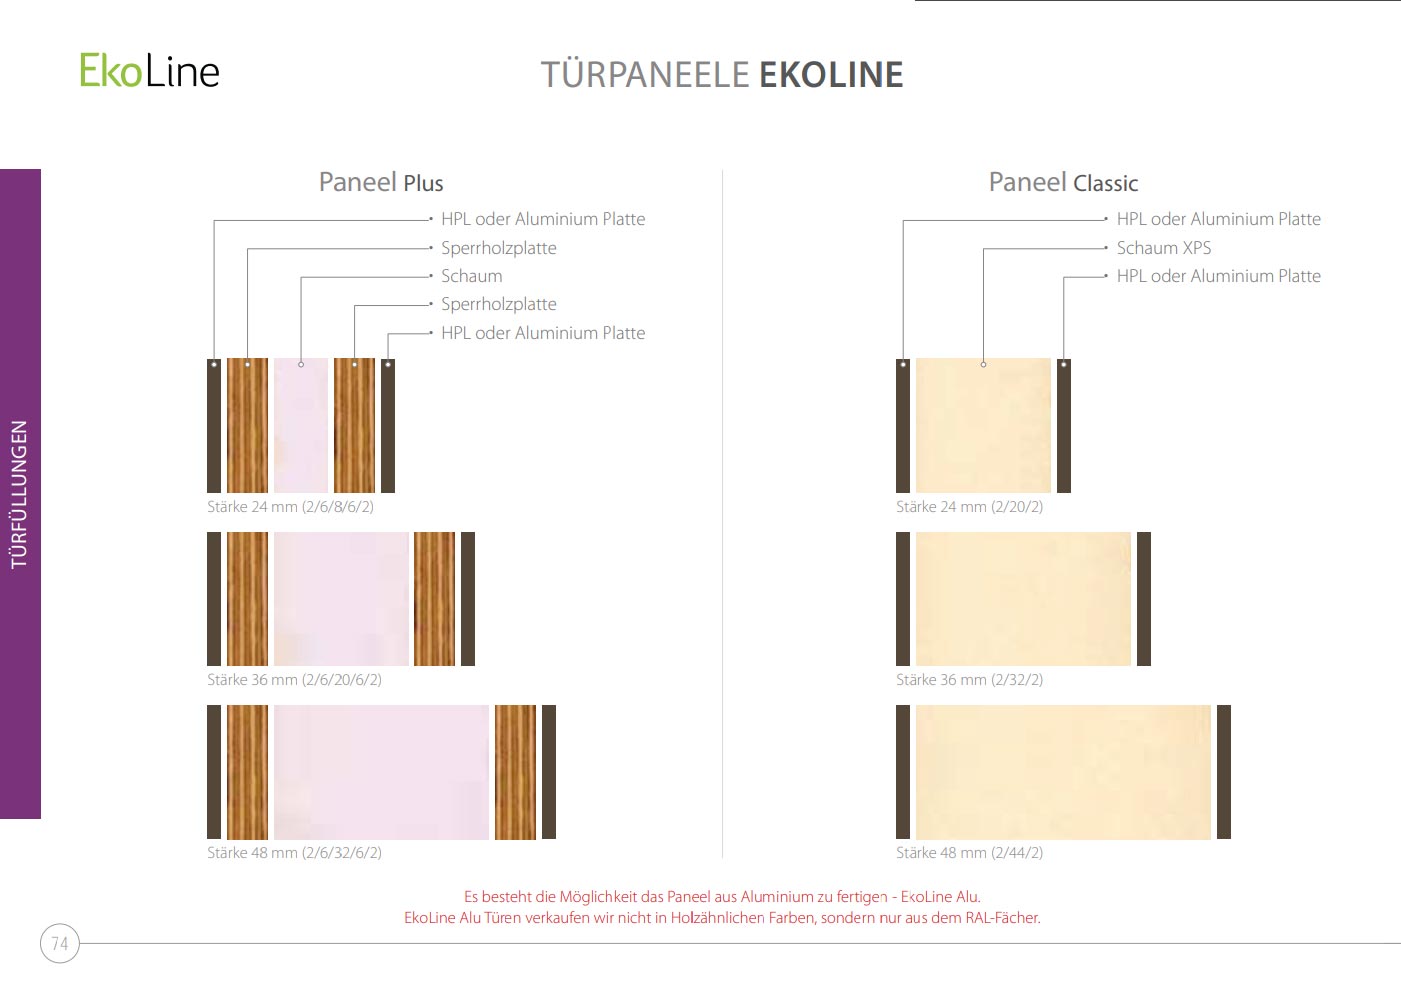 EkoLine
TÜRPANEELE EKOLINE
TÜRFÜLLUNGEN
Paneel Plus
HPL oder Aluminium Platte
Sperrholzplatte
Schaum
Sperrholzplatte
HPL oder Aluminium Platte
Stärke 24 mm (2/6/8/6/2)
Stärke 36 mm (2/6/20/6/2)
Stärke 48 mm (2/6/32/6/2)
Paneel Classic
HPL oder Aluminium Platte
Schaum XPS
HPL oder Aluminium Platte
Stärke 24 mm (2/20/2)
Stärke 36 mm (2/32/2)
Stärke 48 mm (2/44/2)
Es besteht die Möglichkeit das Paneel aus Aluminium zu fertigen - EkoLine Alu.
EkoLine Alu Türen verkaufen wir nicht in Holzähnlichen Farben, sondern nur aus dem RAL-Fächer.
74